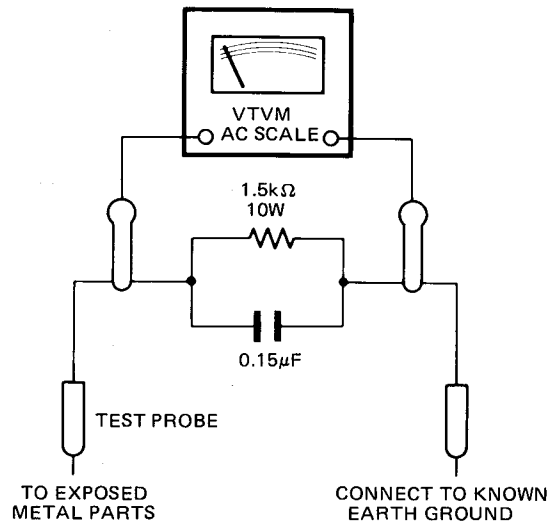 VTVM
AC SCALE
1.5kΩ
10W
0.15µF
TEST PROBE
TO EXPOSED
METAL PARTS
CONNECT TO KNOWN
EARTH GROUND